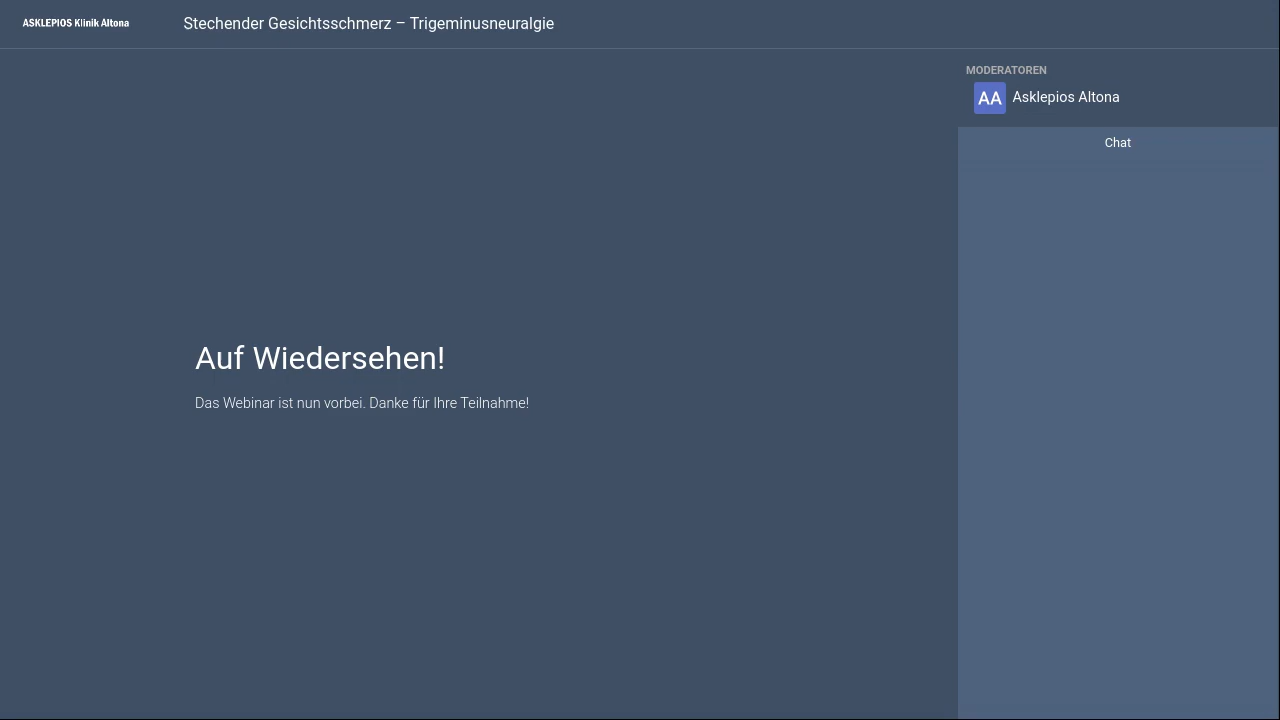 ASKLEPIOS Klinik Altona
Stechender Gesichtsschmerz – Trigeminusneuralgie
MODERATOREN
AA
Asklepios Altona
Chat
Auf Wiedersehen!
Das Webinar ist nun vorbei. Danke für Ihre Teilnahme!